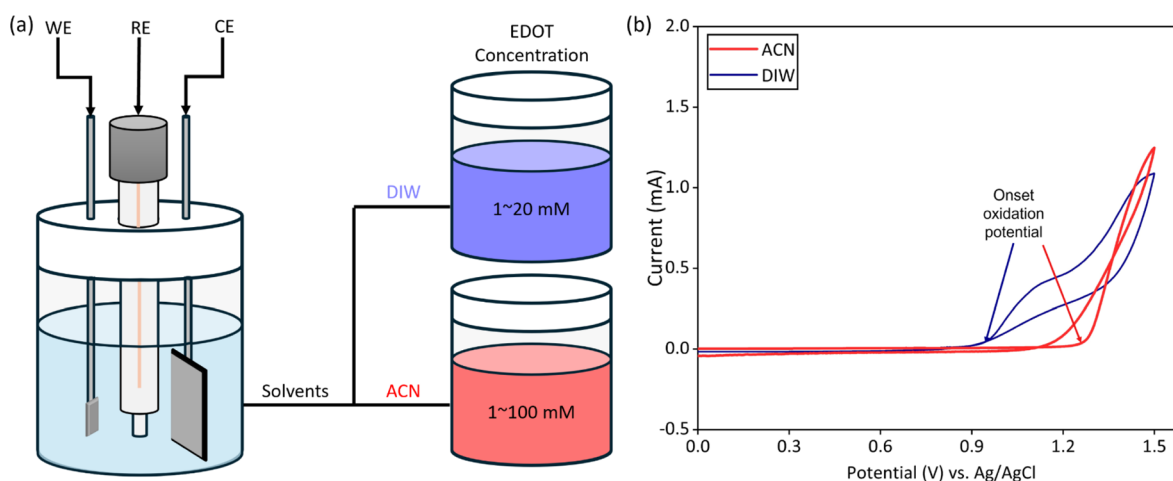 (a)
WE
RE
CE
EDOT
Concentration
DIW
1~20 mM
Solvents
ACN
1~100 mM
(b)
2.0
1.5
1.0
0.5
0.0
-0.5
Current (mA)
ACN
DIW
Onset
oxidation
potential
0.0
0.3
0.6
0.9
1.2
1.5
Potential (V) vs. Ag/AgCl